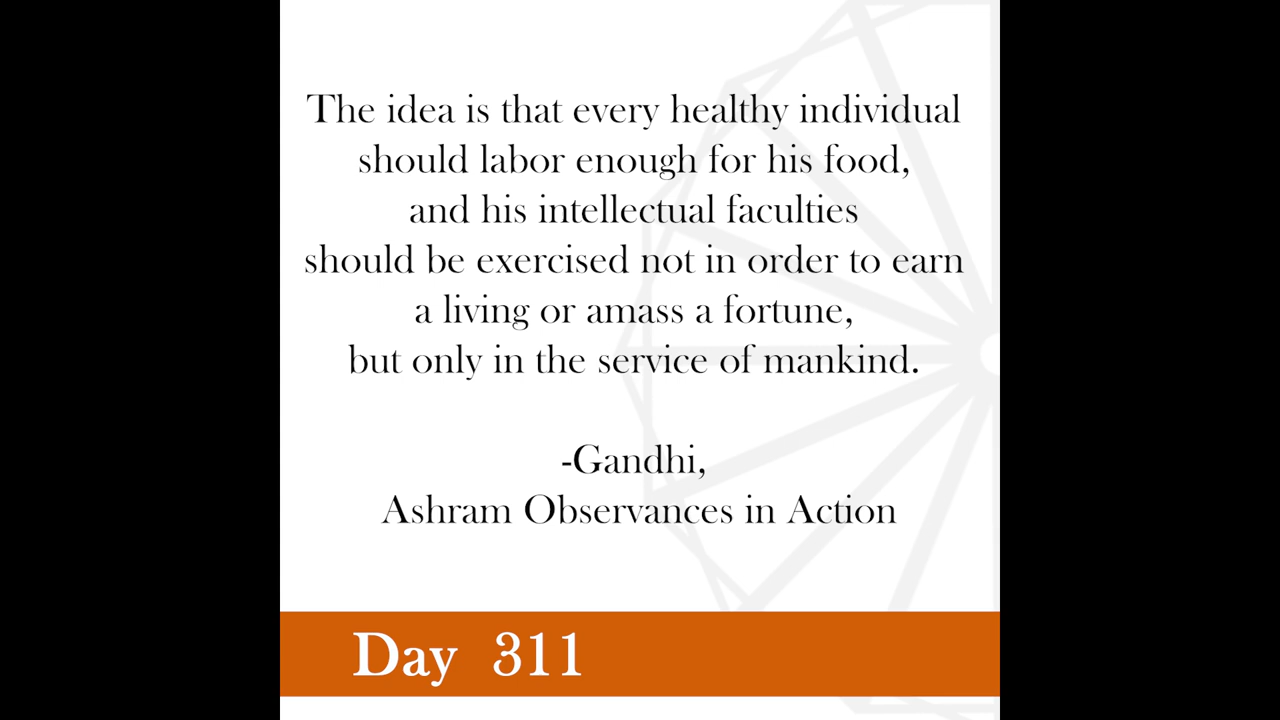 The idea is that every healthy individual
should labor enough for his food,
and his intellectual faculties
should be exercised not in order to earn
a living or amass a fortune,
but only in the service of mankind.
-Gandhi,
Ashram Observances in Action
Day 311